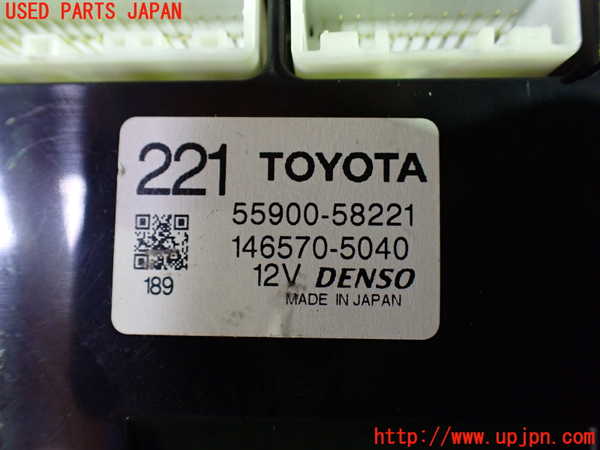 USED PARTS JAPAN
221 TOYOTA
55900-58221
146570-5040
12V DENSO
189
MADE IN JAPAN
http://www.upjpn.com/